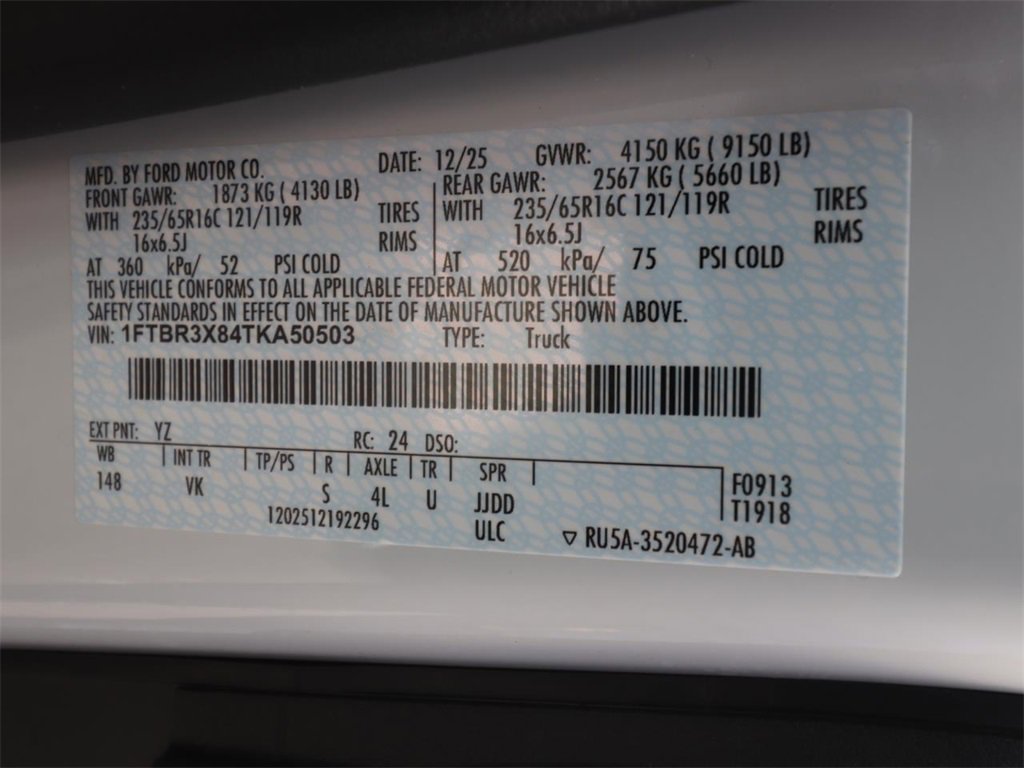 MFD. BY FORD MOTOR CO. DATE: 12/25 GVWR: 4150 KG ( 9150 LB)
FRONT GAWR: 1873 KG ( 4130 LB) REAR GAWR: 2567 KG ( 5660 LB)
WITH 235/65R16C 121/119R TIRES WITH 235/65R16C 121/119R TIRES
16x6.5J RIMS 16x6.5J RIMS
AT 360 kPa/ 52 PSI COLD AT 520 kPa/ 75 PSI COLD
THIS VEHICLE CONFORMS TO ALL APPLICABLE FEDERAL MOTOR VEHICLE
SAFETY STANDARDS IN EFFECT ON THE DATE OF MANUFACTURE SHOWN ABOVE.
VIN: 1FTBR3X84TKA50503 TYPE: Truck
EXT PNT: YZ RC: 24 DSO:
WB INT TR TP/PS R AXLE TR SPR
148 VK S 4L U JJDD F0913
1202512192296 ULC T1918
▽ RU5A-3520472-AB